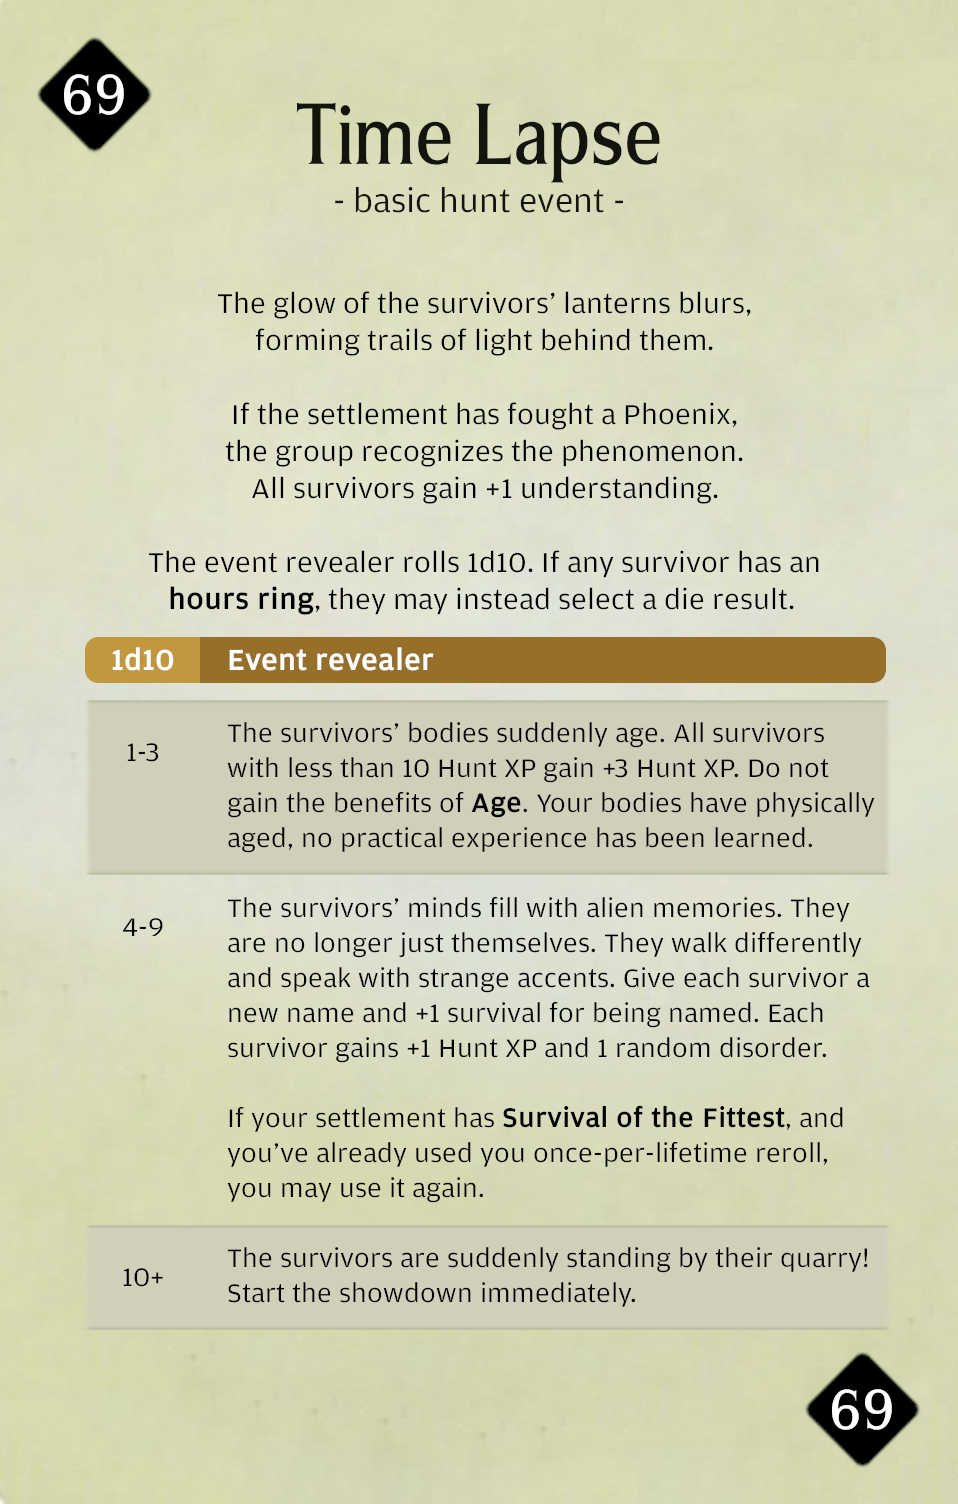 69
Time Lapse
- basic hunt event -
The glow of the survivors’ lanterns blurs,
forming trails of light behind them.
If the settlement has fought a Phoenix,
the group recognizes the phenomenon.
All survivors gain +1 understanding.
The event revealer rolls 1d10. If any survivor has an
hours ring, they may instead select a die result.
1d10 Event revealer
1-3
The survivors’ bodies suddenly age. All survivors
with less than 10 Hunt XP gain +3 Hunt XP. Do not
gain the benefits of Age. Your bodies have physically
aged, no practical experience has been learned.
4-9
The survivors’ minds fill with alien memories. They
are no longer just themselves. They walk differently
and speak with strange accents. Give each survivor a
new name and +1 survival for being named. Each
survivor gains +1 Hunt XP and 1 random disorder.
If your settlement has Survival of the Fittest, and
you’ve already used you once-per-lifetime reroll,
you may use it again.
10+
The survivors are suddenly standing by their quarry!
Start the showdown immediately.
69